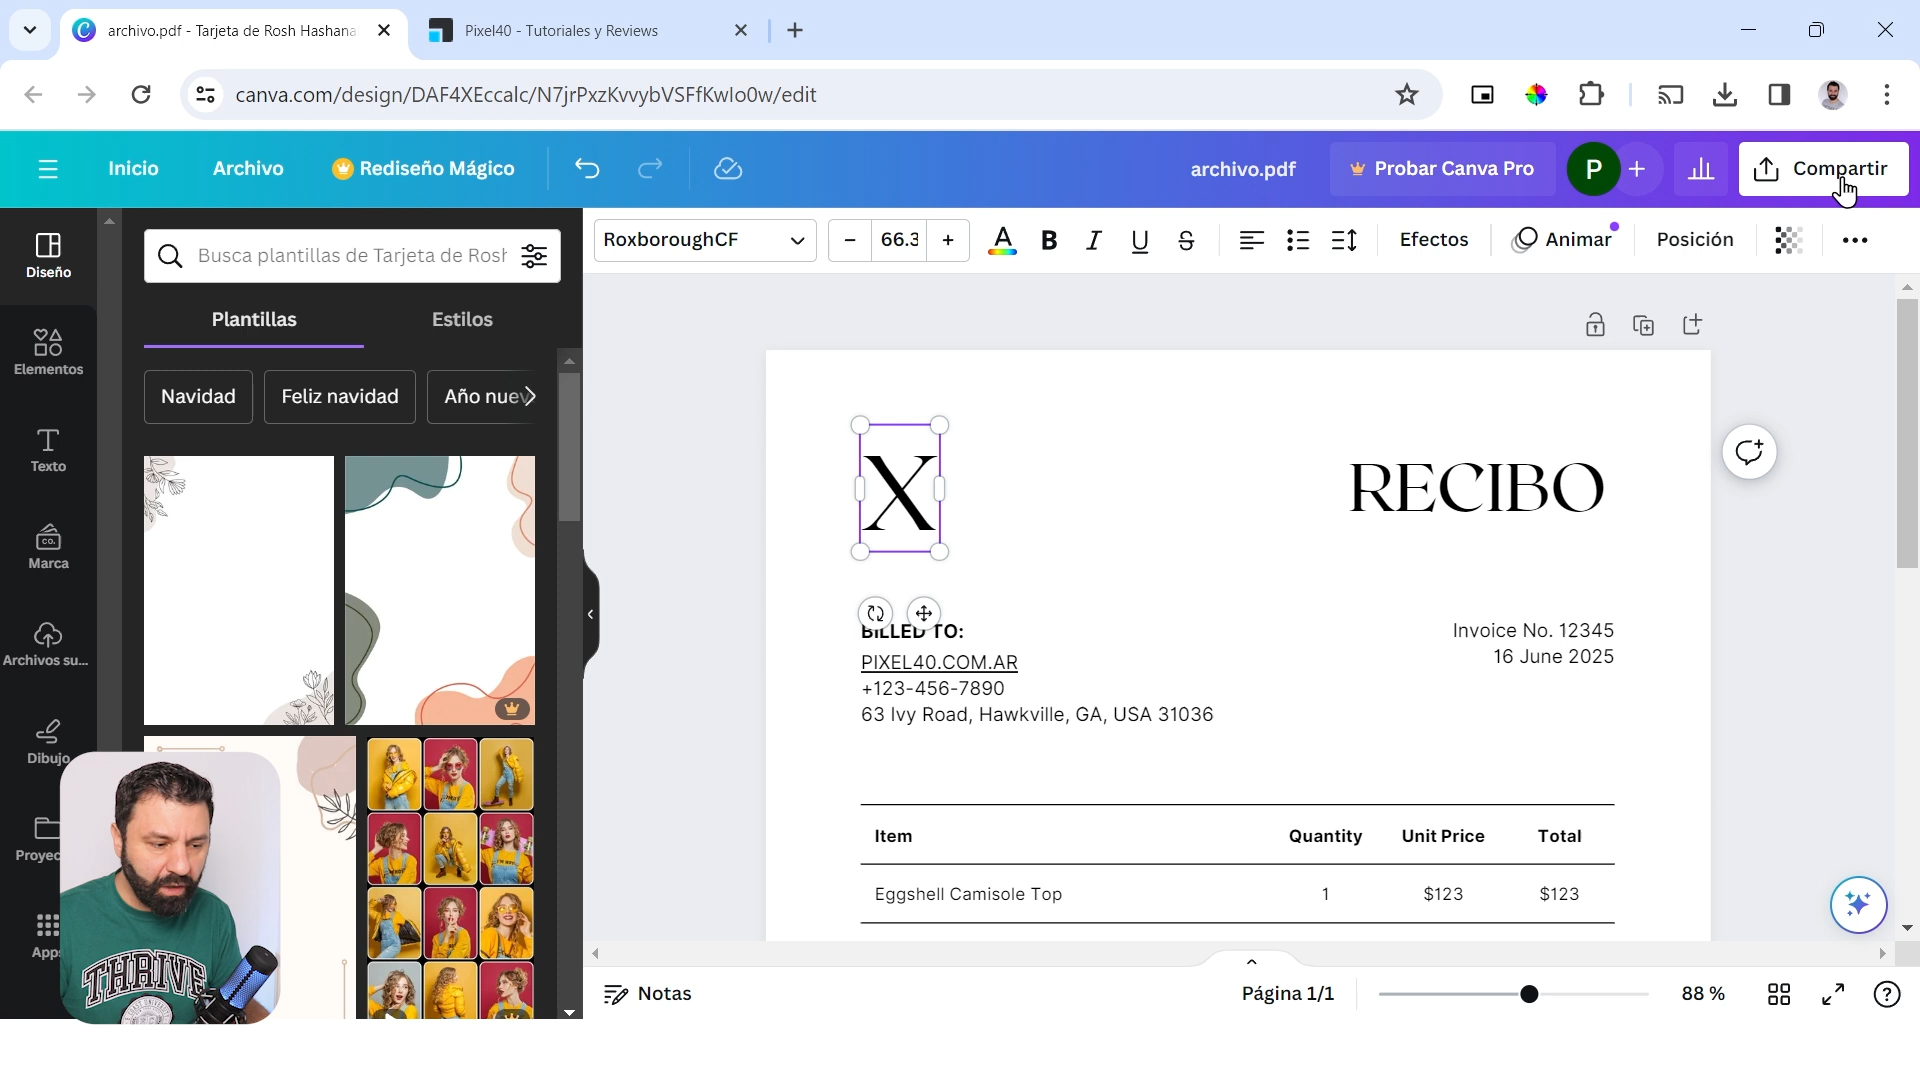 archivo.pdf - Tarjeta de Rosh Hashana
Pixel40 - Tutoriales y Reviews
canva.com/design/DAF4XEccalc/N7jrPxzKvvybVSFfKwlo0w/edit
Inicio
Archivo
Rediseño Mágico
archivo.pdf
Probar Canva Pro
P
Compartir
RoxboroughCF
66.3
A
B
I
U
S
Efectos
Animar
Posición
Diseño
Elementos
Texto
Marca
Archivos su...
Dibujo
Proyec
Apps
Busca plantillas de Tarjeta de Rosh
Plantillas
Estilos
Navidad
Feliz navidad
Año nuev
X
RECIBO
BILLED TO:
PIXEL40.COM.AR
+123-456-7890
63 Ivy Road, Hawkville, GA, USA 31036
Invoice No. 12345
16 June 2025
Item Quantity Unit Price Total
Eggshell Camisole Top 1 $123 $123
THRIVE
Notas
Página 1/1
88 %